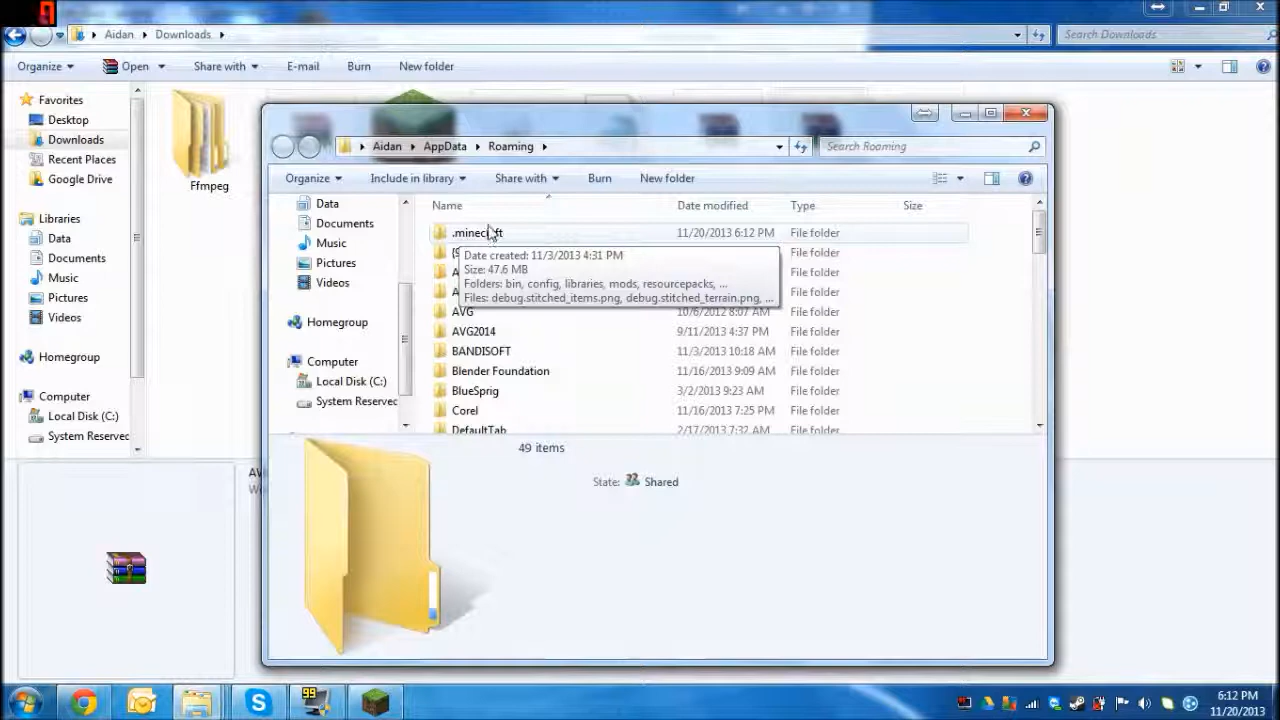 9
Aidan Downloads Search Downloads
Organize Open Share with E-mail Burn New folder
Favorites
Desktop
Downloads
Recent Places
Google Drive
Libraries
Data
Documents
Music
Pictures
Videos
Homegroup
Computer
Local Disk (C:)
System Reserved
Ffmpeg
Aidan AppData Roaming Search Roaming
Organize Include in library Share with Burn New folder
Data
Documents
Music
Pictures
Videos
Homegroup
Computer
Local Disk (C:)
System Reserved
Name Date modified Type Size
.minecraft 11/20/2013 6:12 PM File folder
File folder
File folder
File folder
AVG 10/6/2012 8:07 AM File folder
AVG2014 9/11/2013 4:37 PM File folder
BANDISOFT 11/3/2013 10:18 AM File folder
Blender Foundation 11/16/2013 9:09 AM File folder
BlueSprig 3/2/2013 9:23 AM File folder
Corel 11/16/2013 7:25 PM File folder
DefaultTab 2/17/2013 7:32 AM File folder
Date created: 11/3/2013 4:31 PM
Size: 47.6 MB
Folders: bin, config, libraries, mods, resourcepacks, ...
Files: debug.stitched_items.png, debug.stitched_terrain.png, ...
49 items
State: Shared
99
6:12 PM
11/20/2013